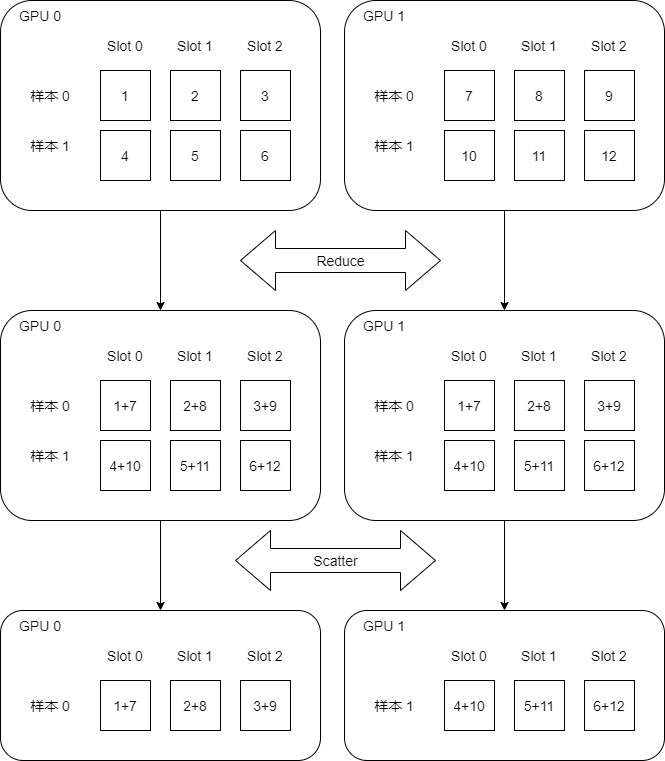 GPU 0
GPU 1
Slot 0 Slot 1 Slot 2
Slot 0 Slot 1 Slot 2
样本 0 1 2 3
样本 0 7 8 9
样本 1 4 5 6
样本 1 10 11 12
Reduce
GPU 0
GPU 1
Slot 0 Slot 1 Slot 2
Slot 0 Slot 1 Slot 2
样本 0 1+7 2+8 3+9
样本 0 1+7 2+8 3+9
样本 1 4+10 5+11 6+12
样本 1 4+10 5+11 6+12
Scatter
GPU 0
GPU 1
Slot 0 Slot 1 Slot 2
Slot 0 Slot 1 Slot 2
样本 0 1+7 2+8 3+9
样本 1 4+10 5+11 6+12